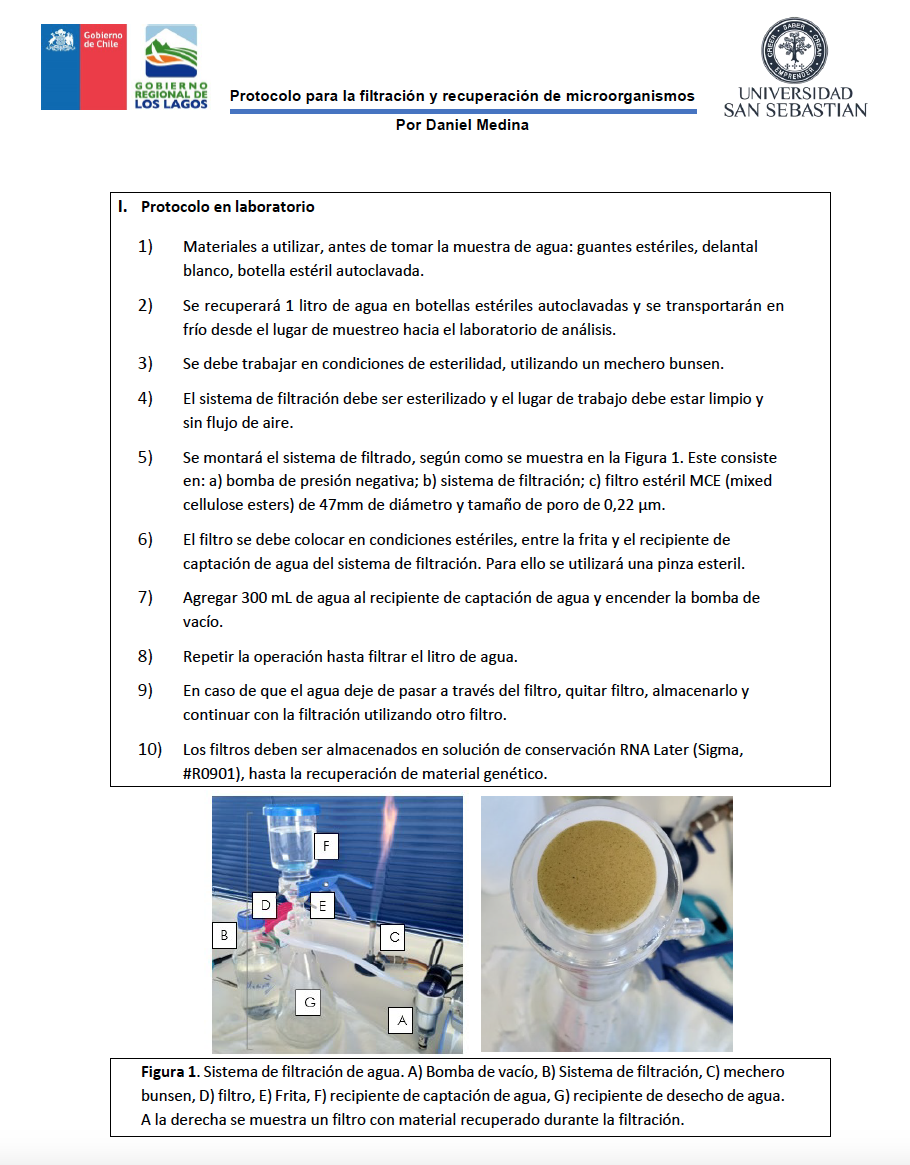 Gobierno
de Chile
GOBIERNO
REGIONAL DE
LOS LAGOS
Protocolo para la filtración y recuperación de microorganismos
Por Daniel Medina
CREER SABER CREAR
EMPRENDER
UNIVERSIDAD
SAN SEBASTIAN
I. Protocolo en laboratorio
1) Materiales a utilizar, antes de tomar la muestra de agua: guantes estériles, delantal
blanco, botella estéril autoclavada.
2) Se recuperará 1 litro de agua en botellas estériles autoclavadas y se transportarán en
frío desde el lugar de muestreo hacia el laboratorio de análisis.
3) Se debe trabajar en condiciones de esterilidad, utilizando un mechero bunsen.
4) El sistema de filtración debe ser esterilizado y el lugar de trabajo debe estar limpio y
sin flujo de aire.
5) Se montará el sistema de filtrado, según como se muestra en la Figura 1. Este consiste
en: a) bomba de presión negativa; b) sistema de filtración; c) filtro estéril MCE (mixed
cellulose esters) de 47mm de diámetro y tamaño de poro de 0,22 µm.
6) El filtro se debe colocar en condiciones estériles, entre la frita y el recipiente de
captación de agua del sistema de filtración. Para ello se utilizará una pinza esteril.
7) Agregar 300 mL de agua al recipiente de captación de agua y encender la bomba de
vacío.
8) Repetir la operación hasta filtrar el litro de agua.
9) En caso de que el agua deje de pasar a través del filtro, quitar filtro, almacenarlo y
continuar con la filtración utilizando otro filtro.
10) Los filtros deben ser almacenados en solución de conservación RNA Later (Sigma,
#R0901), hasta la recuperación de material genético.
F
D
E
B
C
G
A
Figura 1. Sistema de filtración de agua. A) Bomba de vacío, B) Sistema de filtración, C) mechero
bunsen, D) filtro, E) Frita, F) recipiente de captación de agua, G) recipiente de desecho de agua.
A la derecha se muestra un filtro con material recuperado durante la filtración.